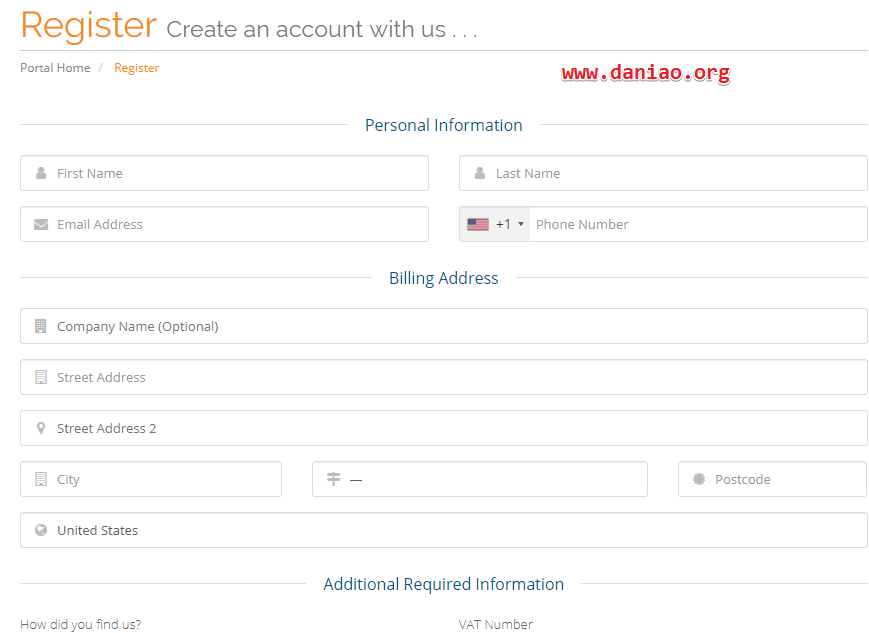 Register Create an account with us . . .
Portal Home / Register
www.daniao.org
Personal Information
First Name
Last Name
Email Address
+1 Phone Number
Billing Address
Company Name (Optional)
Street Address
Street Address 2
City
—
Postcode
United States
Additional Required Information
How did you find us?
VAT Number